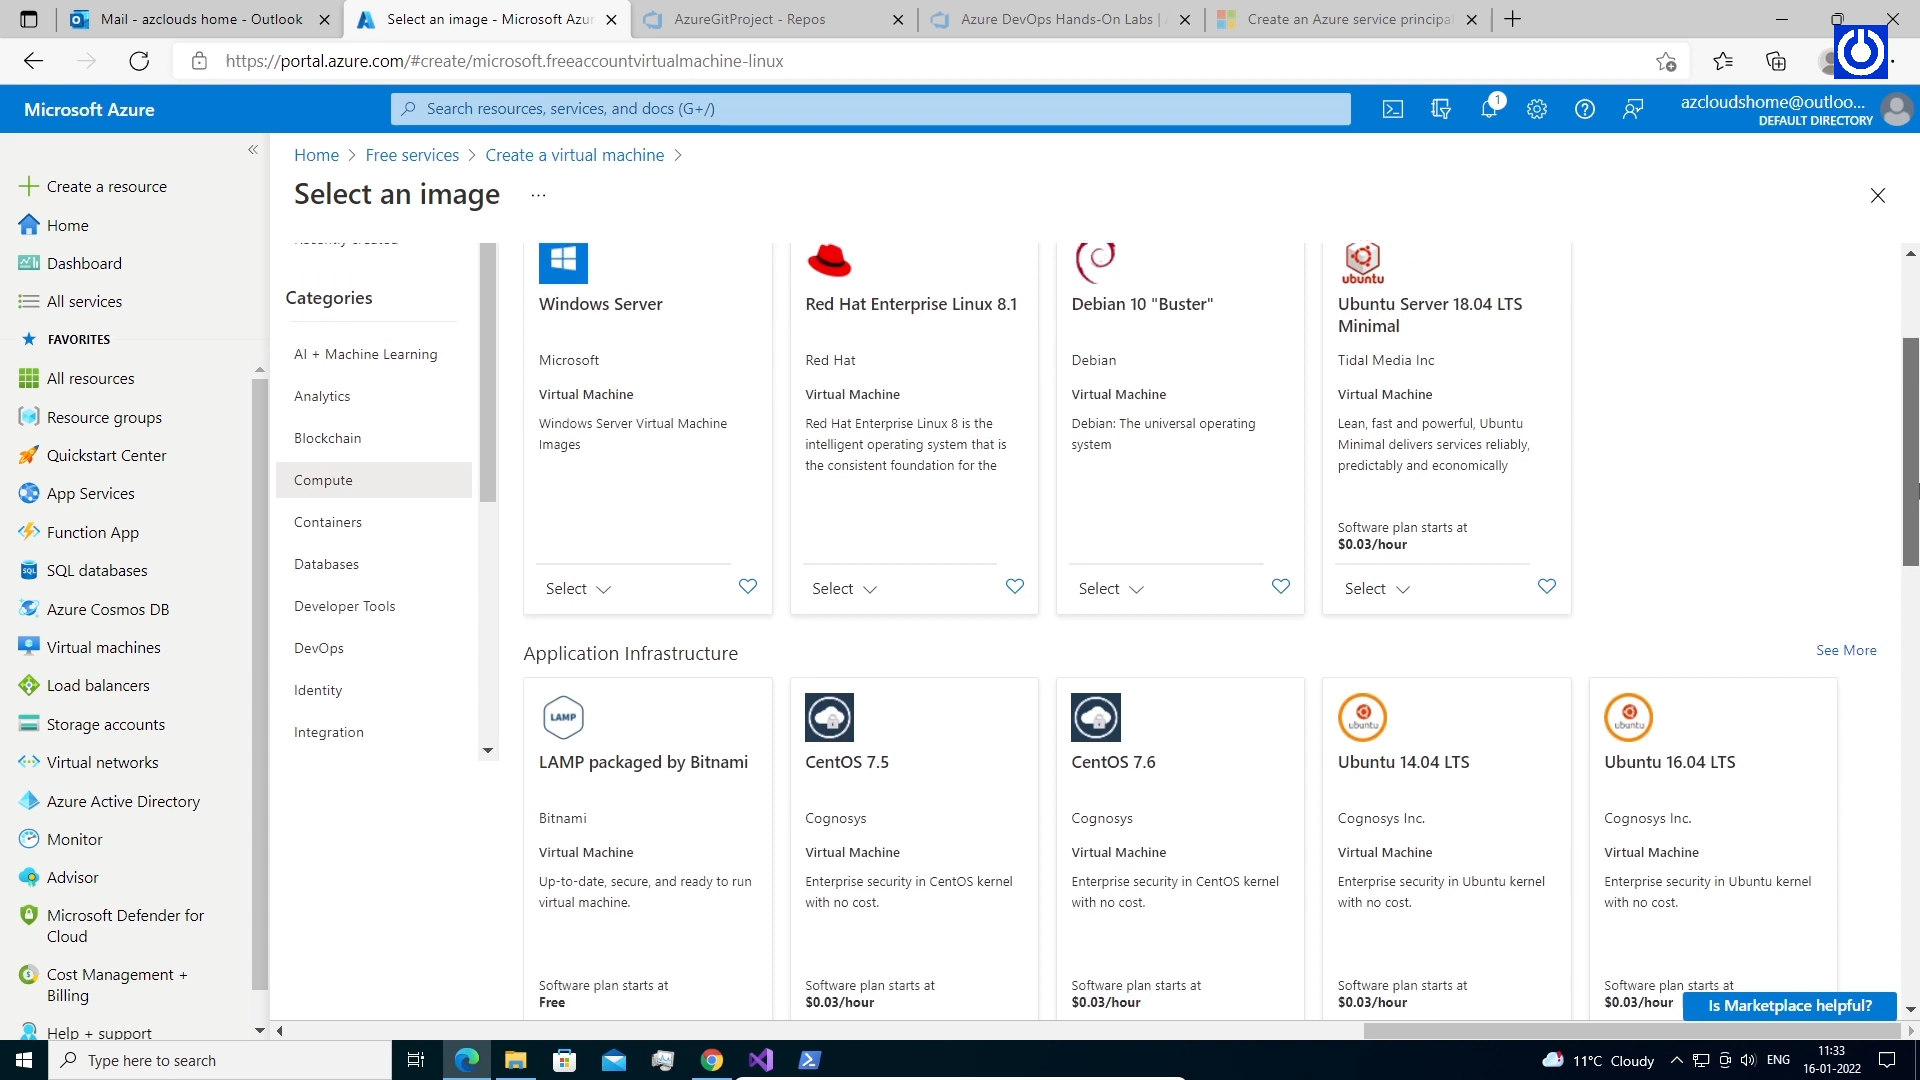 Mail - azclouds home - Outlook
Select an image - Microsoft Azur
AzureGitProject - Repos
Azure DevOps Hands-On Labs |
Create an Azure service principal
https://portal.azure.com/#create/microsoft.freeaccountvirtualmachine-linux
Microsoft Azure
Search resources, services, and docs (G+/)
1
azcloudshome@outloo...
DEFAULT DIRECTORY
Home > Free services > Create a virtual machine >
Select an image ...
Create a resource
Home
Dashboard
All services
FAVORITES
All resources
Resource groups
Quickstart Center
App Services
Function App
SQL databases
Azure Cosmos DB
Virtual machines
Load balancers
Storage accounts
Virtual networks
Azure Active Directory
Monitor
Advisor
Microsoft Defender for
Cloud
Cost Management +
Billing
Help + support
Recently created
Categories
AI + Machine Learning
Analytics
Blockchain
Compute
Containers
Databases
Developer Tools
DevOps
Identity
Integration
Windows Server
Microsoft
Virtual Machine
Windows Server Virtual Machine
Images
Select
Red Hat Enterprise Linux 8.1
Red Hat
Virtual Machine
Red Hat Enterprise Linux 8 is the
intelligent operating system that is
the consistent foundation for the
Select
Debian 10 "Buster"
Debian
Virtual Machine
Debian: The universal operating
system
Select
ubuntu
Ubuntu Server 18.04 LTS
Minimal
Tidal Media Inc
Virtual Machine
Lean, fast and powerful, Ubuntu
Minimal delivers services reliably,
predictably and economically
Software plan starts at
$0.03/hour
Select
Application Infrastructure
See More
LAMP
LAMP packaged by Bitnami
Bitnami
Virtual Machine
Up-to-date, secure, and ready to run
virtual machine.
Software plan starts at
Free
CentOS 7.5
Cognosys
Virtual Machine
Enterprise security in CentOS kernel
with no cost.
Software plan starts at
$0.03/hour
CentOS 7.6
Cognosys
Virtual Machine
Enterprise security in CentOS kernel
with no cost.
Software plan starts at
$0.03/hour
ubuntu
Ubuntu 14.04 LTS
Cognosys Inc.
Virtual Machine
Enterprise security in Ubuntu kernel
with no cost.
Software plan starts at
$0.03/hour
ubuntu
Ubuntu 16.04 LTS
Cognosys Inc.
Virtual Machine
Enterprise security in Ubuntu kernel
with no cost.
Software plan starts at
$0.03/hour
Is Marketplace helpful?
Type here to search
11°C Cloudy
ENG
11:33
16-01-2022